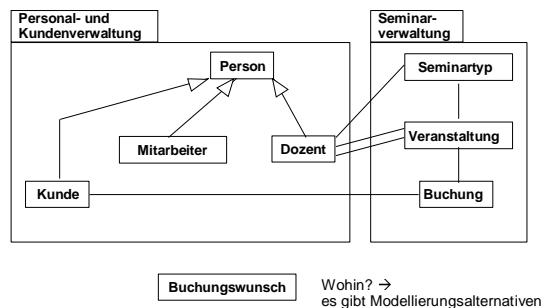 Personal- und
Kundenverwaltung
Seminar-
verwaltung
Person
Seminartyp
Mitarbeiter
Dozent
Veranstaltung
Kunde
Buchung
Buchungswunsch
Wohin? →
es gibt Modellierungsalternativen